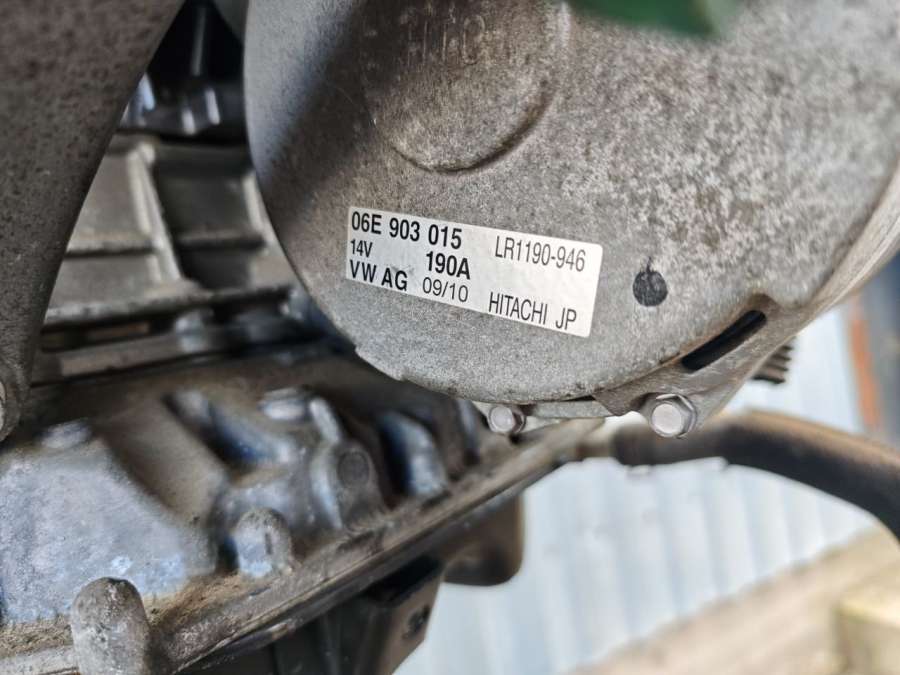 06E 903 015 LR1190-946
14V 190A
VW AG 09/10 HITACHI JP